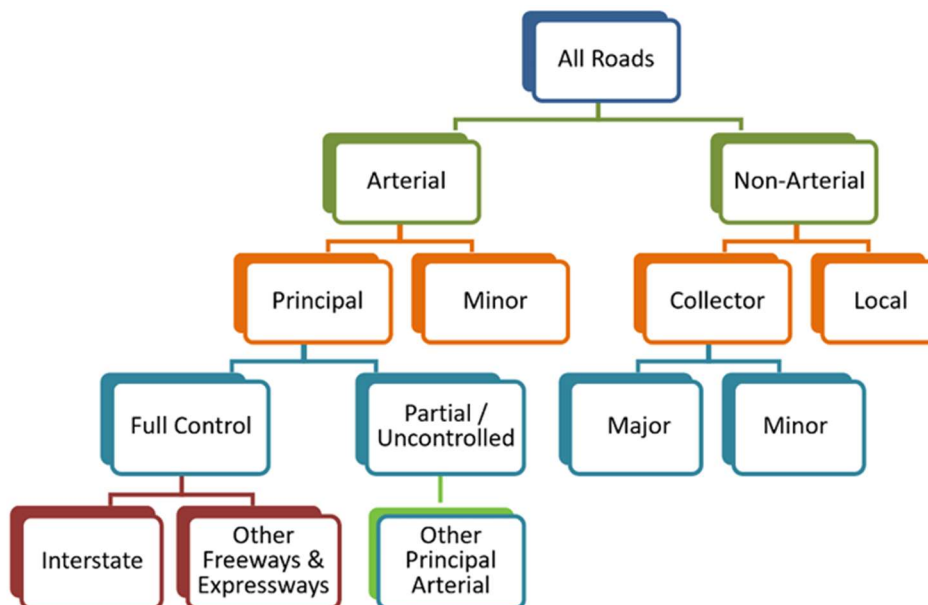 All Roads
Arterial
Non-Arterial
Principal
Minor
Collector
Local
Full Control
Partial /
Uncontrolled
Major
Minor
Interstate
Other
Freeways &
Expressways
Other
Principal
Arterial